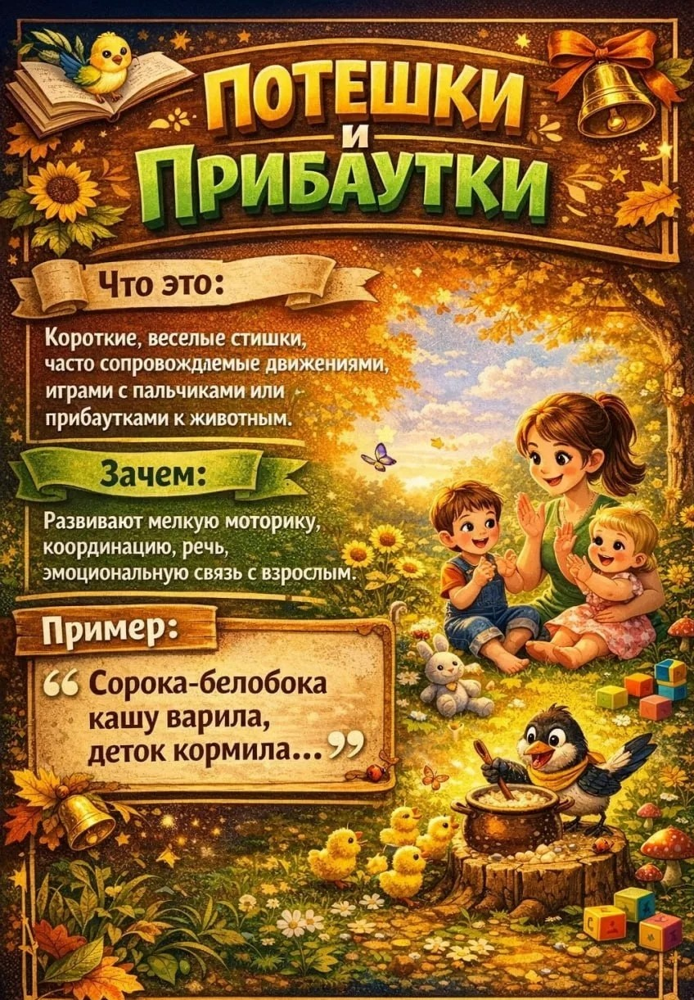 ПОТЕШКИ
И
ПРИБАУТКИ
Что это:
Короткие, веселые стишки,
часто сопровождлемые движениями,
играми с пальчиками или
прибаутками к животным.
Зачем:
Развивают мелкую моторику,
координацию, речь,
эмоциональную связь с взрослым.
Пример:
“ Сорока-белобока
кашу варила,
деток кормила... ”